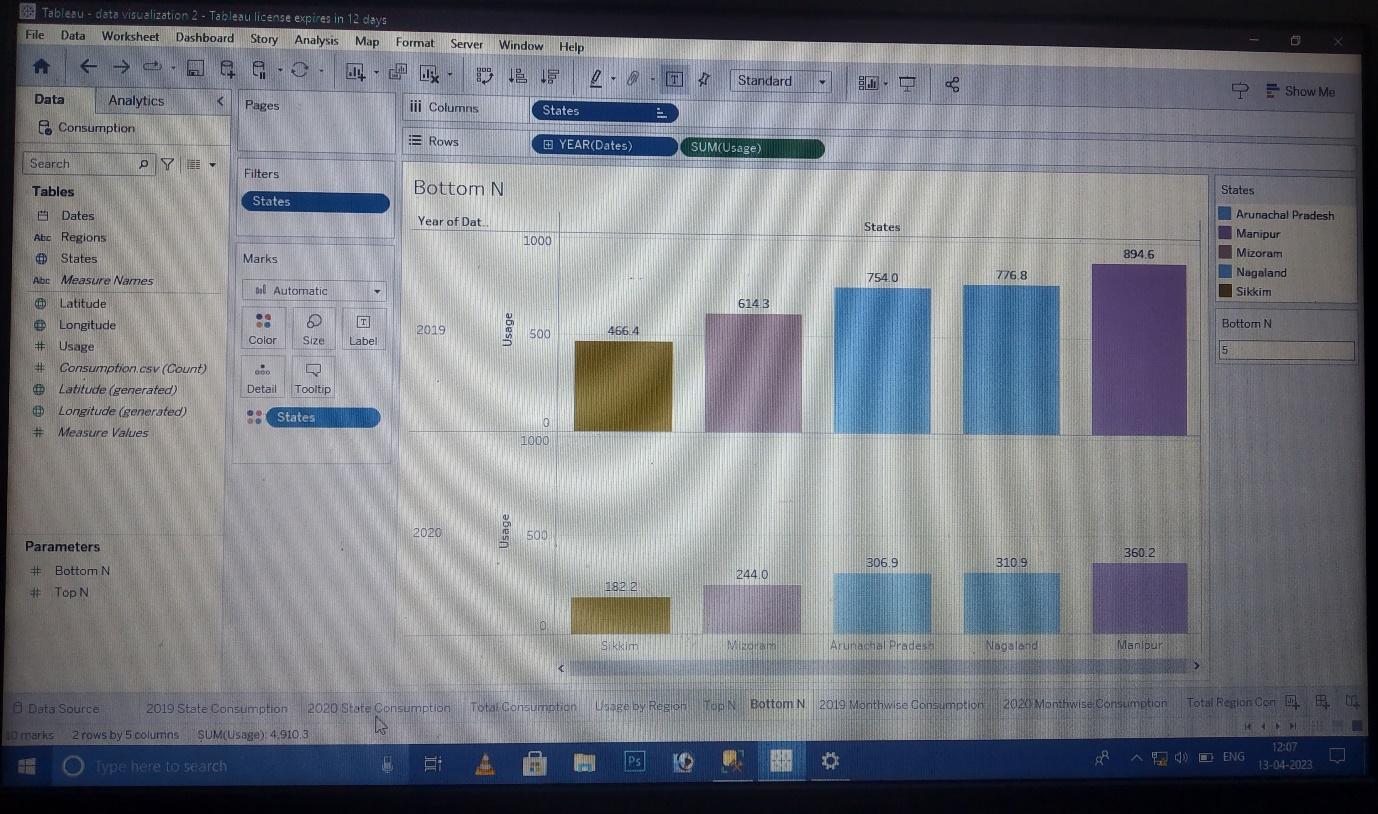 Tableau - data visualization 2 - Tableau license expires in 12 days
File Data Worksheet Dashboard Story Analysis Map Format Server Window Help
Standard
Show Me
Data Analytics
Pages
Columns
States
Consumption
Rows
YEAR(Dates) SUM(Usage)
Search
Filters
States
Tables
Dates
Abc Regions
States
Abc Measure Names
Latitude
Longitude
# Usage
# Consumption.csv (Count)
Latitude (generated)
Longitude (generated)
# Measure Values
Parameters
# Bottom N
# Top N
Marks
Automatic
Color Size Label
Detail Tooltip
States
Bottom N
Year of Dat..
States
2019
Usage
1000
500
0
466.4
614.3
754.0
776.8
894.6
2020
Usage
1000
500
0
182.2
244.0
306.9
310.9
360.2
Sikkim Mizoram Arunachal Pradesh Nagaland Manipur
States
Arunachal Pradesh
Manipur
Mizoram
Nagaland
Sikkim
Bottom N
5
Data Source 2019 State Consumption 2020 State Consumption Total Consumption Usage by Region Top N Bottom N 2019 Monthwise Consumption 2020 Monthwise Consumption Total Region Con
10 marks 2 rows by 5 columns SUM(Usage): 4,910.3
Type here to search
Ps
ENG
12:07
13-04-2023